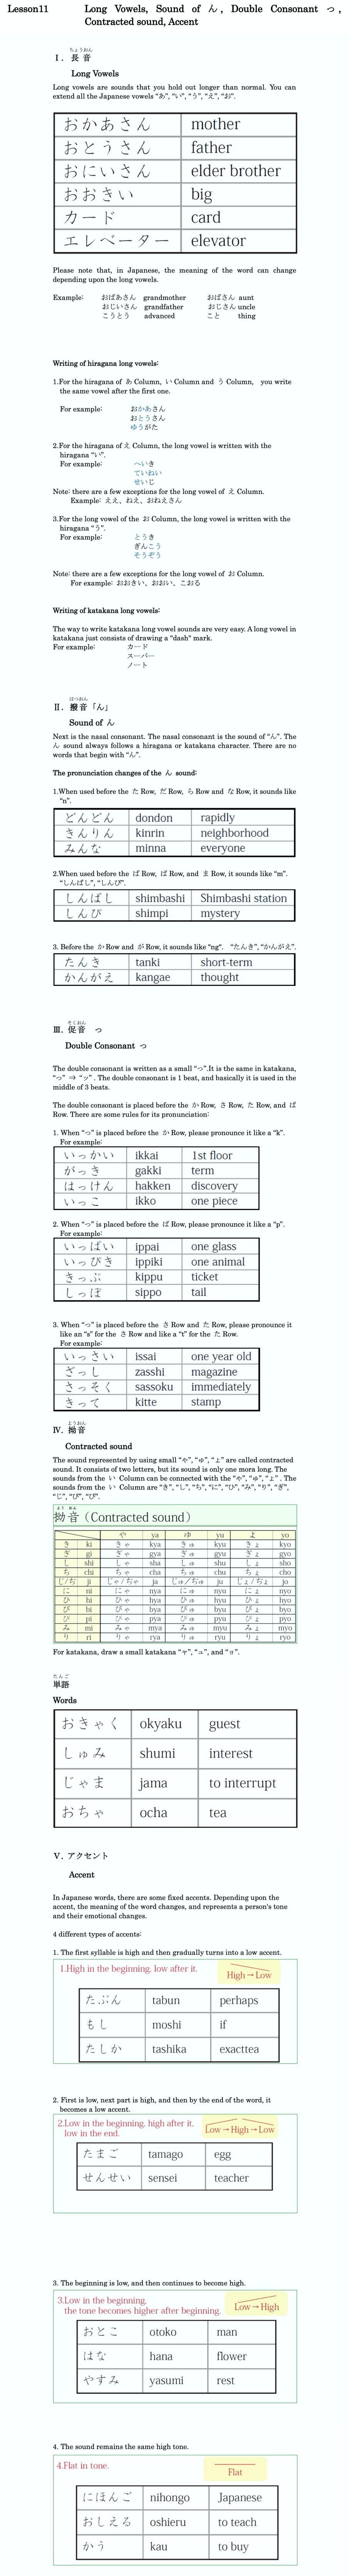 Lesson11 Long Vowels, Sound of ん, Double Consonant っ,
Contracted sound, Accent
ちょうおん
Ⅰ. 長音
Long Vowels
Long vowels are sounds that you hold out longer than normal. You can
extend all the Japanese vowels “あ”, “い”, “う”, “え”, “お”.
おかあさん mother
おとうさん father
おにいさん elder brother
おおきい big
カード card
エレベーター elevator
Please note that, in Japanese, the meaning of the word can change
depending upon the long vowels.
Example: おばあさん grandmother おばさん aunt
おじいさん grandfather おじさん uncle
こうとう advanced こと thing
Writing of hiragana long vowels:
1.For the hiragana of あ Column, い Column and う Column, you write
the same vowel after the first one.
For example: おかあさん
おとうさん
ゆうがた
2.For the hiragana of え Column, the long vowel is written with the
hiragana “い”.
For example: へいき
ていねい
せいじ
Note: there are a few exceptions for the long vowel of え Column.
Example: ええ、ねえ、おねえさん
3.For the long vowel of the お Column, the long vowel is written with the
hiragana “う”.
For example: とうき
ぎんこう
そうぞう
Note: there are a few exceptions for the long vowel of お Column.
For example: おおきい、おおい、こおる
Writing of katakana long vowels:
The way to write katakana long vowel sounds are very easy. A long vowel in
katakana just consists of drawing a "dash" mark.
For example: カード
スーパー
ノート
はつおん
Ⅱ. 撥音「ん」
Sound of ん
Next is the nasal consonant. The nasal consonant is the sound of “ん”. The
ん sound always follows a hiragana or katakana character. There are no
words that begin with “ん”.
The pronunciation changes of the ん sound:
1.When used before the た Row, だ Row, ら Row and な Row, it sounds like
“n”.
どんどん dondon rapidly
きんりん kinrin neighborhood
みんな minna everyone
2.When used before the ば Row, ぱ Row, and ま Row, it sounds like “m”.
“しんばし”, “しんぴ”.
しんばし shimbashi Shimbashi station
しんぴ shimpi mystery
3. Before the か Row and が Row, it sounds like “ng”. “たんき”, “かんがえ”.
たんき tanki short-term
かんがえ kangae thought
そくおん
Ⅲ. 促音 っ
Double Consonant っ
The double consonant is written as a small “っ”.It is the same in katakana,
“っ” ⇒ “ッ” . The double consonant is 1 beat, and basically it is used in the
middle of 3 beats.
The double consonant is placed before the か Row, さ Row, た Row, and ぱ
Row. There are some rules for its pronunciation:
1. When “っ” is placed before the か Row, please pronounce it like a “k”.
For example:
いっかい ikkai 1st floor
がっき gakki term
はっけん hakken discovery
いっこ ikko one piece
2. When “っ” is placed before the ぱ Row, please pronounce it like a “p”.
For example:
いっぱい ippai one glass
いっぴき ippiki one animal
きっぷ kippu ticket
しっぽ sippo tail
3. When “っ” is placed before the さ Row and た Row, please pronounce it
like an “s” for the さ Row and like a “t” for the た Row.
For example:
いっさい issai one year old
ざっし zasshi magazine
さっそく sassoku immediately
きって kitte stamp
ようおん
Ⅳ. 拗音
Contracted sound
The sound represented by using small “ゃ”, “ゅ”, “ょ” are called contracted
sound. It consists of two letters, but its sound is only one mora long. The
sounds from the い Column can be connected with the “ゃ”, “ゅ”, “ょ” . The
sounds from the い Column are “き”, “し”, “ち”, “に”, “ひ”, “み”, “り”, “ぎ”,
“じ”, “び”, “ぴ”.
よう おん
拗音（Contracted sound）
や ya ゆ yu よ yo
き ki きゃ kya きゅ kyu きょ kyo
ぎ gi ぎゃ gya ぎゅ gyu ぎょ gyo
し shi しゃ sha しゅ shu しょ sho
ち chi ちゃ cha ちゅ chu ちょ cho
じ/ぢ ji じゃ/ぢゃ ja じゅ/ぢゅ ju じょ/ぢょ jo
に ni にゃ nya にゅ nyu にょ nyo
ひ hi ひゃ hya ひゅ hyu ひょ hyo
び bi びゃ bya びゅ byu びょ byo
ぴ pi ぴゃ pya ぴゅ pyu ぴょ pyo
み mi みゃ mya みゅ myu みょ myo
り ri りゃ rya りゅ ryu りょ ryo
For katakana, draw a small katakana “ャ”, “ュ”, and “ョ”.
たんご
単語
Words
おきゃく okyaku guest
しゅみ shumi interest
じゃま jama to interrupt
おちゃ ocha tea
Ⅴ. アクセント
Accent
In Japanese words, there are some fixed accents. Depending upon the
accent, the meaning of the word changes, and represents a person's tone
and their emotional changes.
4 different types of accents:
1. The first syllable is high and then gradually turns into a low accent.
1.High in the beginning, low after it.
High→Low
たぶん tabun perhaps
もし moshi if
たしか tashika exacttea
2. First is low, next part is high, and then by the end of the word, it
becomes a low accent.
2.Low in the beginning, high after it,
low in the end.
Low→High→Low
たまご tamago egg
せんせい sensei teacher
3. The beginning is low, and then continues to become high.
3.Low in the beginning,
the tone becomes higher after beginning.
Low→High
おとこ otoko man
はな hana flower
やすみ yasumi rest
4. The sound remains the same high tone.
4.Flat in tone.
Flat
にほんご nihongo Japanese
おしえる oshieru to teach
かう kau to buy